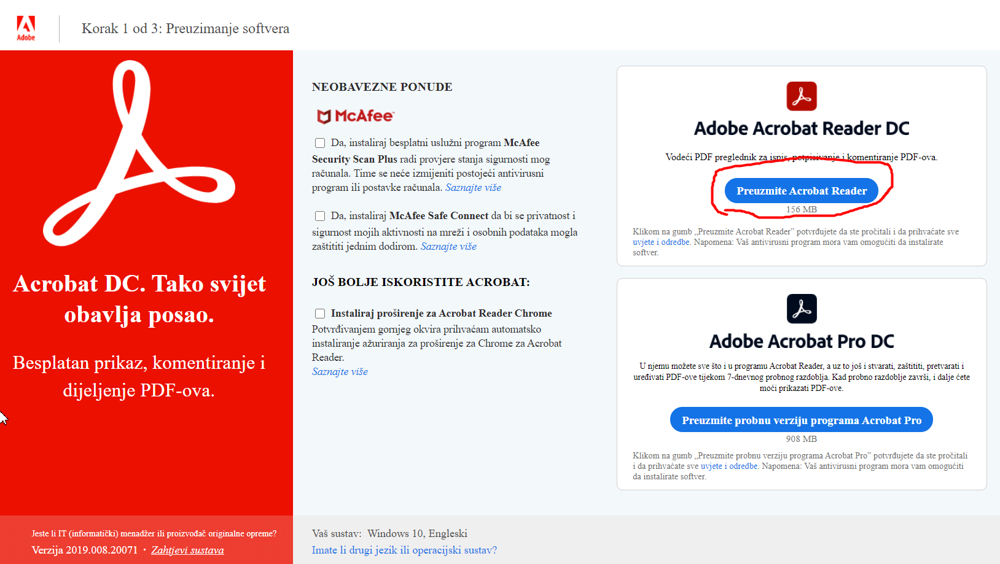 Adobe
Korak 1 od 3: Preuzimanje softvera
Acrobat DC. Tako svijet
obavlja posao.
Besplatan prikaz, komentiranje i
dijeljenje PDF-ova.
Jeste li IT (informatički) menadžer ili proizvođač originalne opreme?
Verzija 2019.008.20071 · Zahtjevi sustava
NEOBAVEZNE PONUDE
McAfee™
Da, instaliraj besplatni uslužni program McAfee
Security Scan Plus radi provjere stanja sigurnosti mog
računala. Time se neće izmijeniti postojeći antivirusni
program ili postavke računala. Saznajte više
Da, instaliraj McAfee Safe Connect da bi se privatnost i
sigurnost mojih aktivnosti na mreži i osobnih podataka mogla
zaštititi jednim dodirom. Saznajte više
JOŠ BOLJE ISKORISTITE ACROBAT:
Instaliraj proširenje za Acrobat Reader Chrome
Potvrđivanjem gornjeg okvira prihvaćam automatsko
instaliranje ažuriranja za proširenje za Chrome za Acrobat
Reader.
Saznajte više
Adobe Acrobat Reader DC
Vodeći PDF preglednik za ispis, potpisivanje i komentiranje PDF-ova.
Preuzmite Acrobat Reader
156 MB
Klikom na gumb „Preuzmite Acrobat Reader” potvrđujete da ste pročitali i da prihvaćate sve
uvjete i odredbe. Napomena: Vaš antivirusni program mora vam omogućiti da instalirate
softver.
Adobe Acrobat Pro DC
U njemu možete sve što i u programu Acrobat Reader, a uz to još i stvarati, zaštititi, pretvarati i
uređivati PDF-ove tijekom 7-dnevnog probnog razdoblja. Kad probno razdoblje završi, i dalje ćete
moći prikazati PDF-ove.
Preuzmite probnu verziju programa Acrobat Pro
908 MB
Klikom na gumb „Preuzmite probnu verziju programa Acrobat Pro” potvrđujete da ste pročitali
i da prihvaćate sve uvjete i odredbe. Napomena: Vaš antivirusni program mora vam omogućiti
da instalirate softver.
Vaš sustav: Windows 10, Engleski
Imate li drugi jezik ili operacijski sustav?